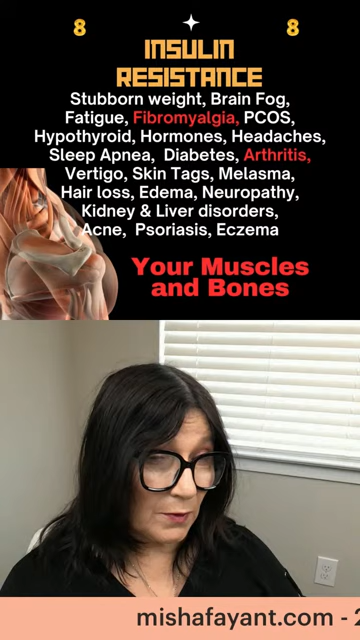 8 8
INSULIN
RESISTANCE
Stubborn weight, Brain Fog,
Fatigue, Fibromyalgia, PCOS,
Hypothyroid, Hormones, Headaches,
Sleep Apnea, Diabetes, Arthritis,
Vertigo, Skin Tags, Melasma,
Hair loss, Edema, Neuropathy,
Kidney & Liver disorders,
Acne, Psoriasis, Eczema
Your Muscles
and Bones
mishafayant.com - 2